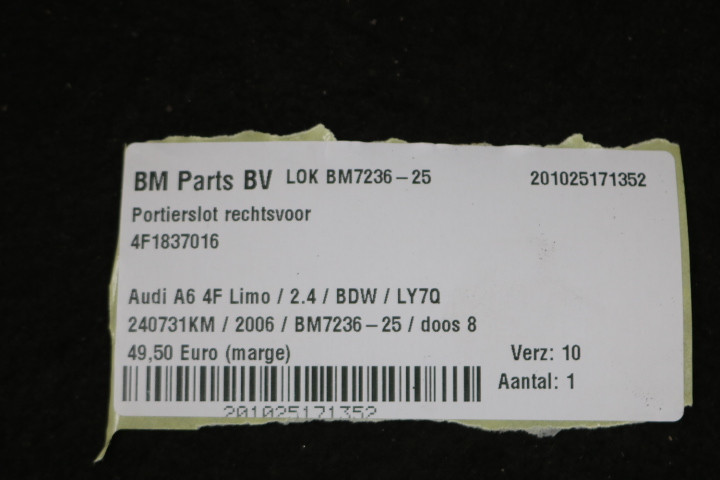 BM Parts BV LOK BM7236-25 201025171352
Portierslot rechtsvoor
4F1837016
Audi A6 4F Limo / 2.4 / BDW / LY7Q
240731KM / 2006 / BM7236-25 / doos 8
49,50 Euro (marge) Verz: 10
Aantal: 1
201025171352